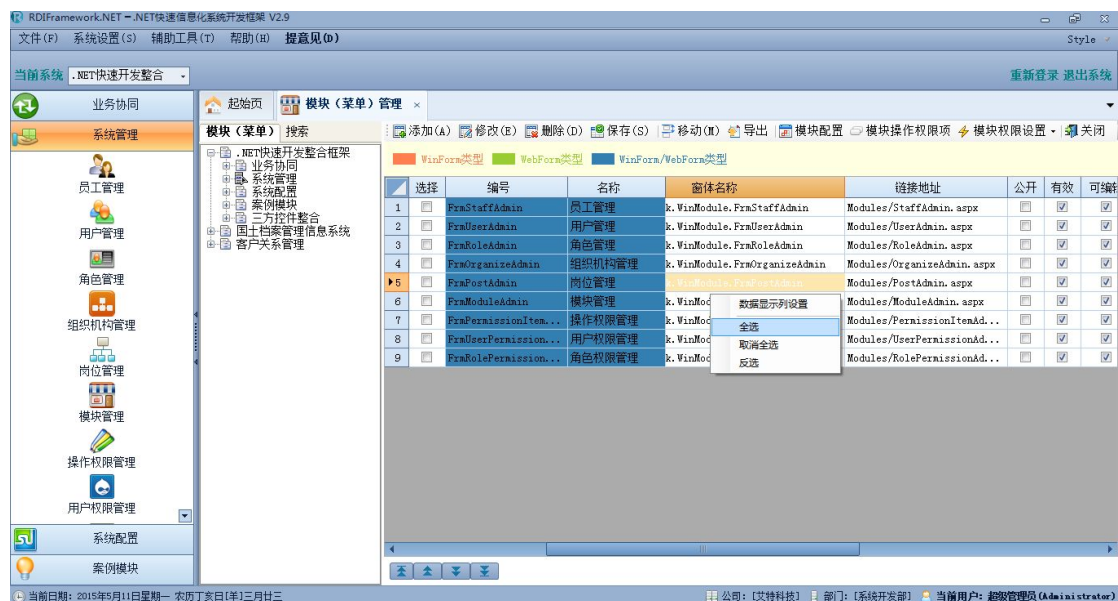 RDIFramework.NET - .NET快速信息化系统开发框架 V2.9
文件(F) 系统设置(S) 辅助工具(T) 帮助(H) 提意见(D) Style
当前系统 .NET快速开发整合 重新登录 退出系统
业务协同
系统管理
员工管理
用户管理
角色管理
组织机构管理
岗位管理
模块管理
操作权限管理
用户权限管理
系统配置
案例模块
起始页 模块（菜单）管理 ×
模块（菜单） 搜索
.NET快速开发整合框架
业务协同
系统管理
系统配置
案例模块
三方控件整合
国土档案管理信息系统
客户关系管理
添加(A) 修改(E) 删除(D) 保存(S) 移动(M) 导出 模块配置 模块操作权限项 模块权限设置 关闭
WinForm类型 WebForm类型 WinForm/WebForm类型
选择 编号 名称 窗体名称 链接地址 公开 有效 可编辑
1 FrmStaffAdmin 员工管理 k.WinModule.FrmStaffAdmin Modules/StaffAdmin.aspx
2 FrmUserAdmin 用户管理 k.WinModule.FrmUserAdmin Modules/UserAdmin.aspx
3 FrmRoleAdmin 角色管理 k.WinModule.FrmRoleAdmin Modules/RoleAdmin.aspx
4 FrmOrganizeAdmin 组织机构管理 k.WinModule.FrmOrganizeAdmin Modules/OrganizeAdmin.aspx
5 FrmPostAdmin 岗位管理 k.WinModule.FrmPostAdmin Modules/PostAdmin.aspx
6 FrmModuleAdmin 模块管理 k.WinMod Modules/ModuleAdmin.aspx
7 FrmPermissionItem... 操作权限管理 k.WinMod Modules/PermissionItemAd...
8 FrmUserPermission... 用户权限管理 k.WinMod Modules/UserPermissionAd...
9 FrmRolePermission... 角色权限管理 k.WinMod Modules/RolePermissionAd...
数据显示列设置
全选
取消全选
反选
当前日期: 2015年5月11日星期一 农历丁亥日[羊]三月廿三 公司: [艾特科技] 部门: [系统开发部] 当前用户: 超级管理员(Administrator)